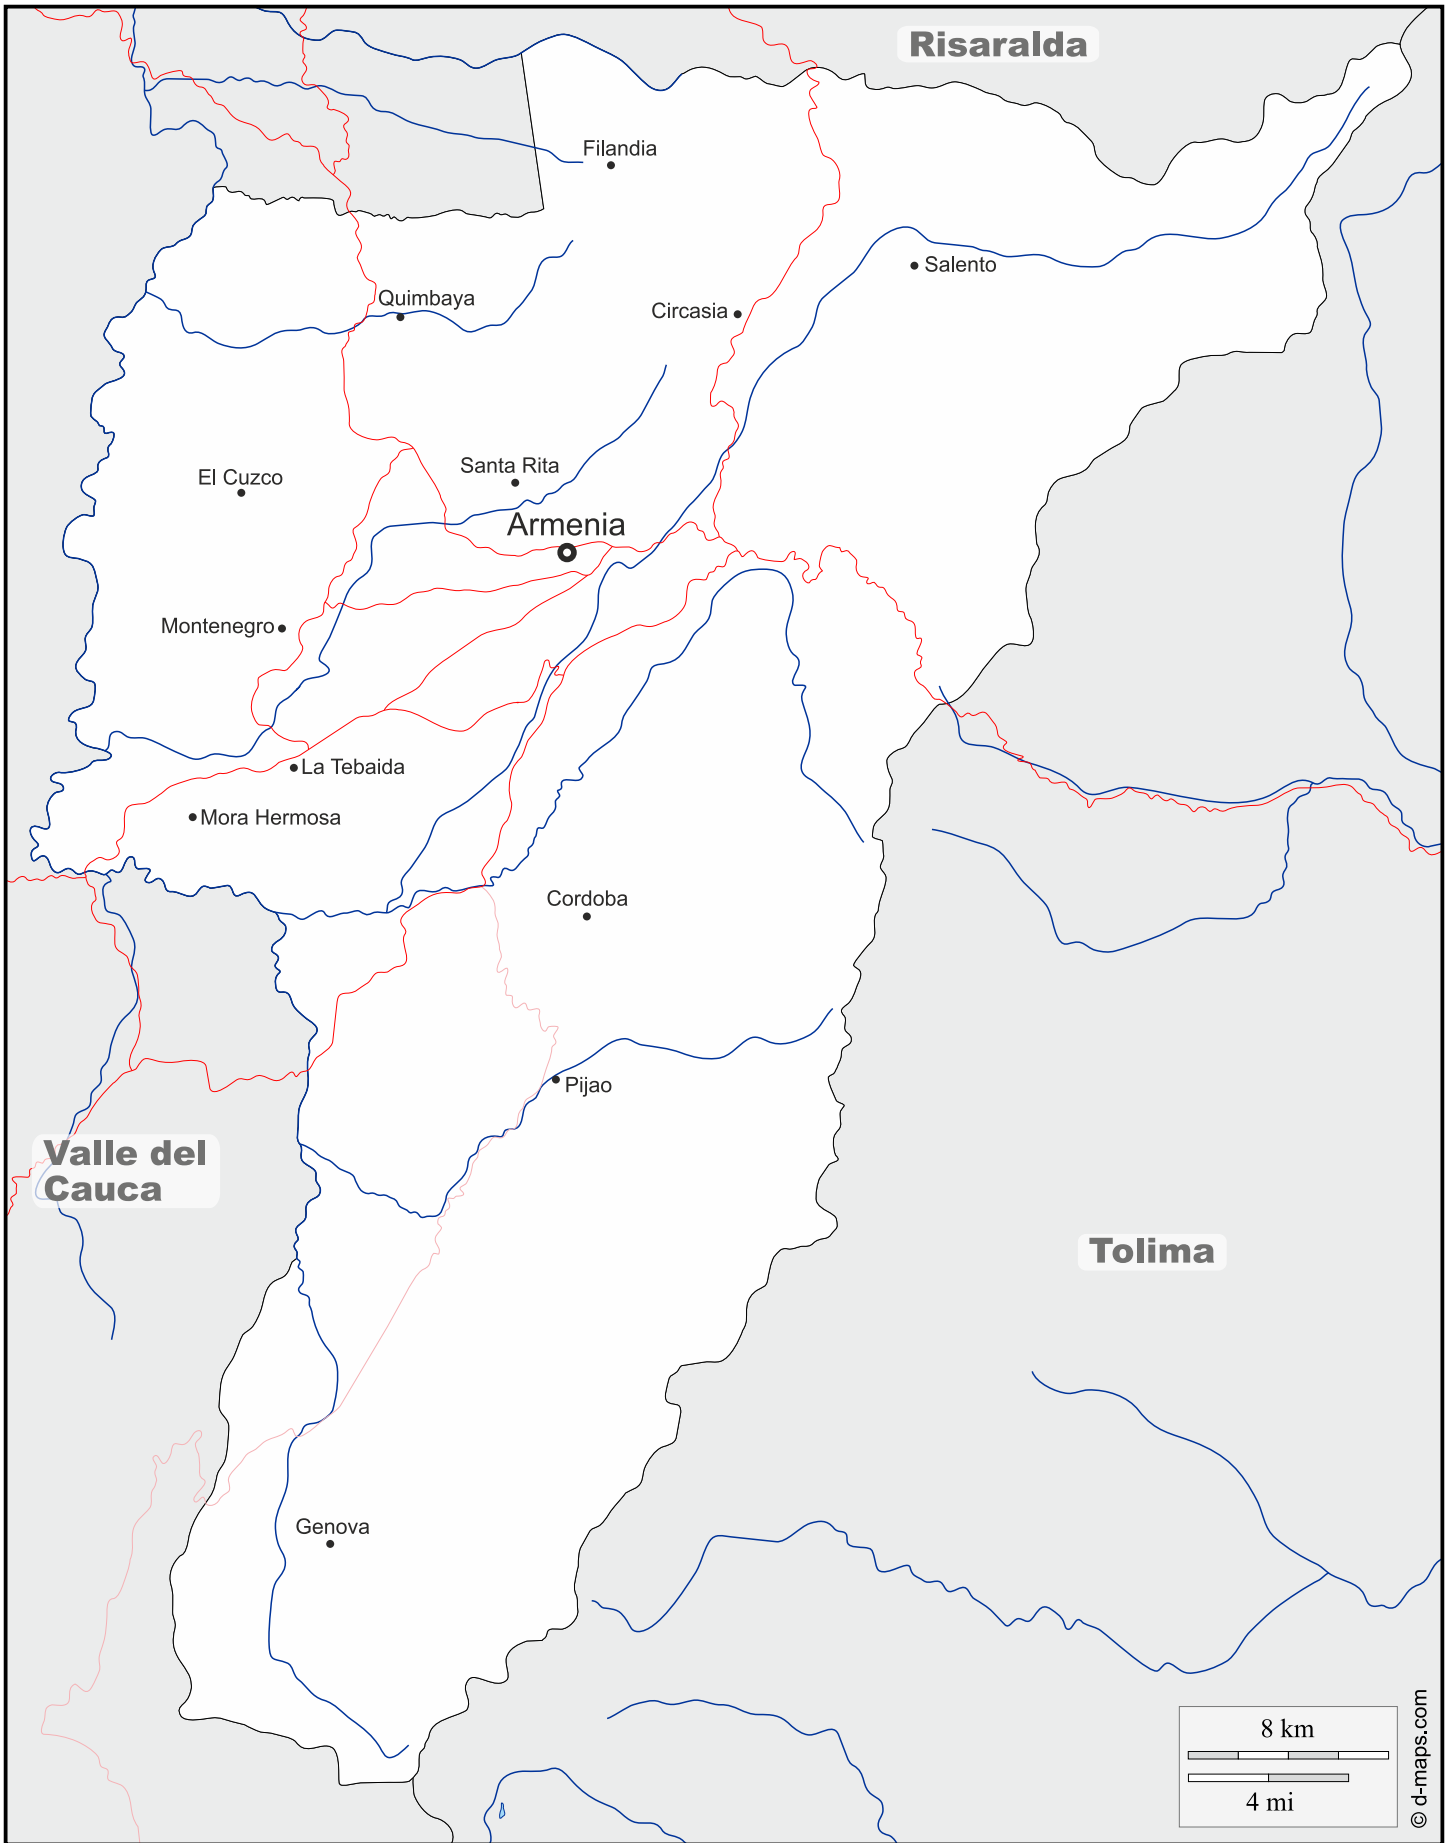 Risaralda
Filandia
Salento
Quimbaya
Circasia
Santa Rita
El Cuzco
Armenia
Montenegro
La Tebaida
Mora Hermosa
Cordoba
Pijao
Valle del
Cauca
Tolima
Genova
8 km
4 mi
© d-maps.com